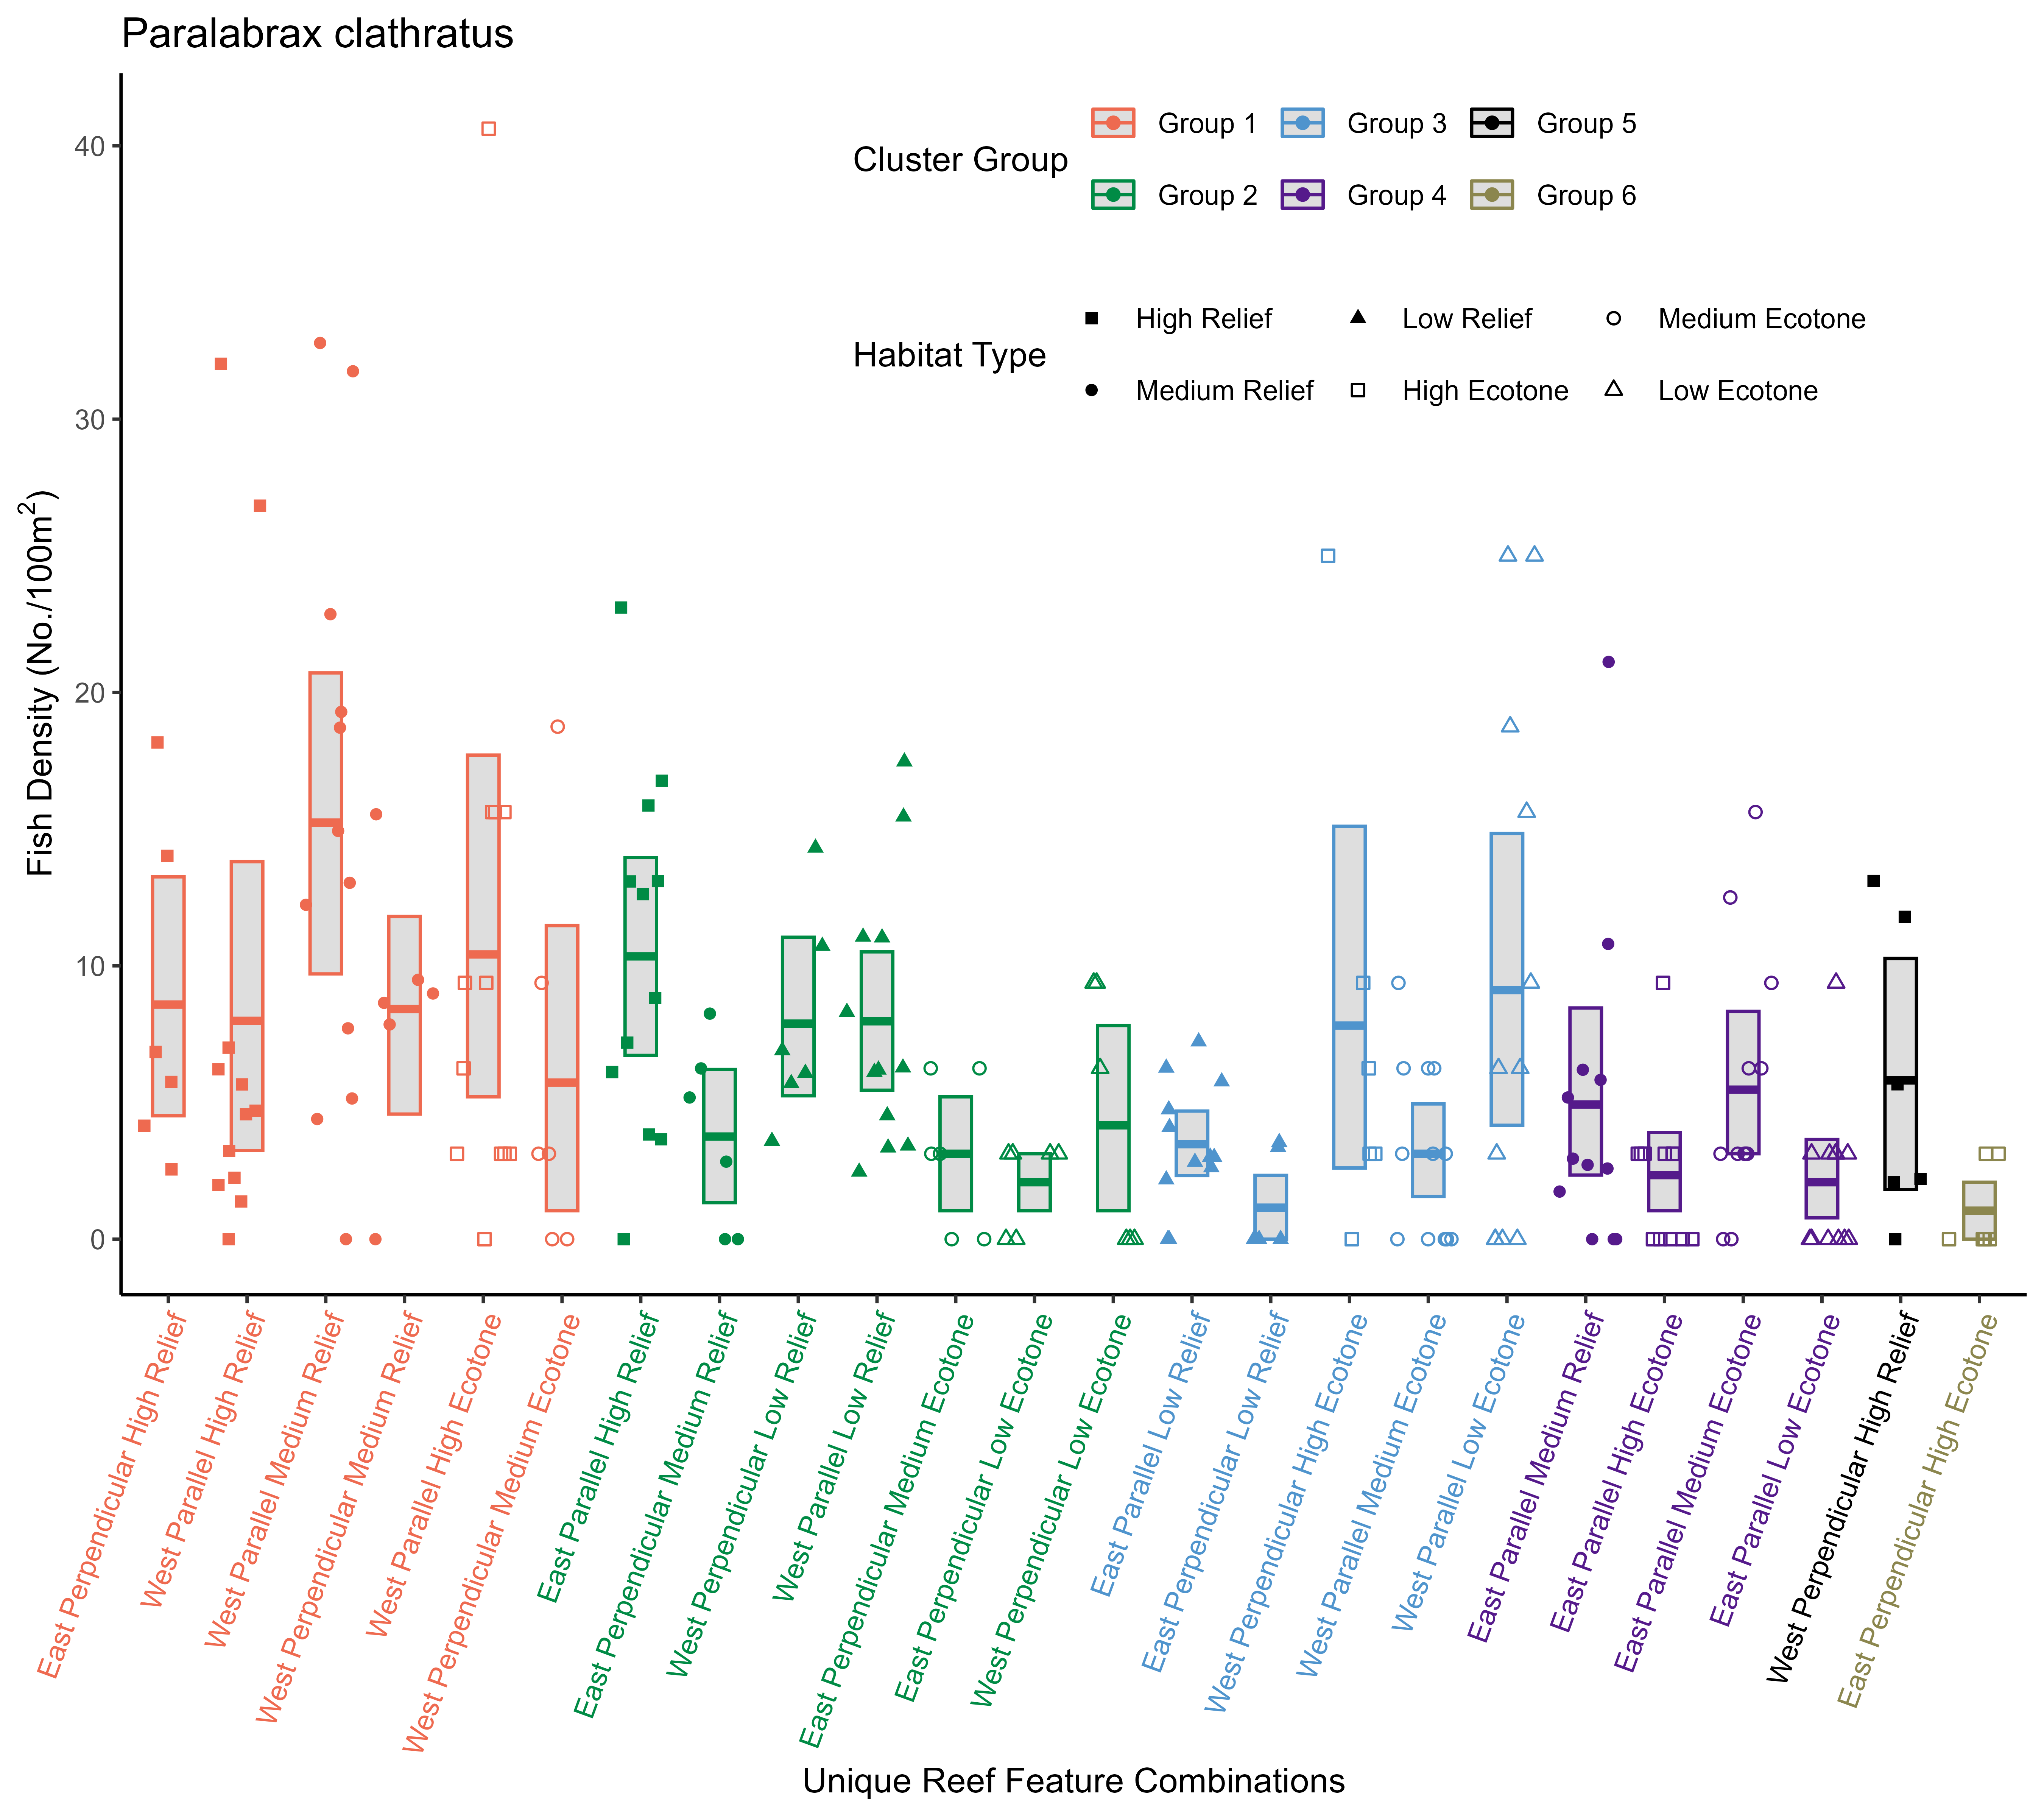 Paralabrax clathratus
Cluster Group
Group 1
Group 3
Group 5
Group 2
Group 4
Group 6
Habitat Type
High Relief
Low Relief
Medium Ecotone
Medium Relief
High Ecotone
Low Ecotone
Fish Density (No./100m²)
40
30
20
10
0
East Perpendicular High Relief
West Parallel High Relief
West Parallel Medium Relief
West Perpendicular Medium Relief
West Parallel High Ecotone
West Perpendicular Medium Ecotone
East Parallel High Relief
East Perpendicular Medium Relief
West Perpendicular Low Relief
West Parallel Low Relief
East Perpendicular Medium Ecotone
East Perpendicular Low Ecotone
West Perpendicular Low Ecotone
East Parallel Low Relief
East Perpendicular Low Relief
West Perpendicular High Ecotone
West Parallel Medium Ecotone
West Parallel Low Ecotone
East Parallel Medium Relief
East Parallel High Ecotone
East Parallel Medium Ecotone
East Parallel Low Ecotone
West Perpendicular High Relief
East Perpendicular High Ecotone
Unique Reef Feature Combinations